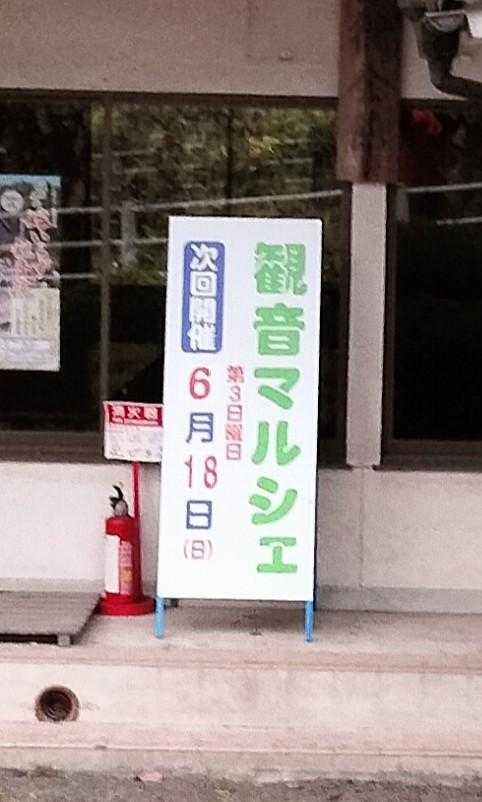 観音マルシェ
第3日曜日
次回開催
6月18日(日)
消火器